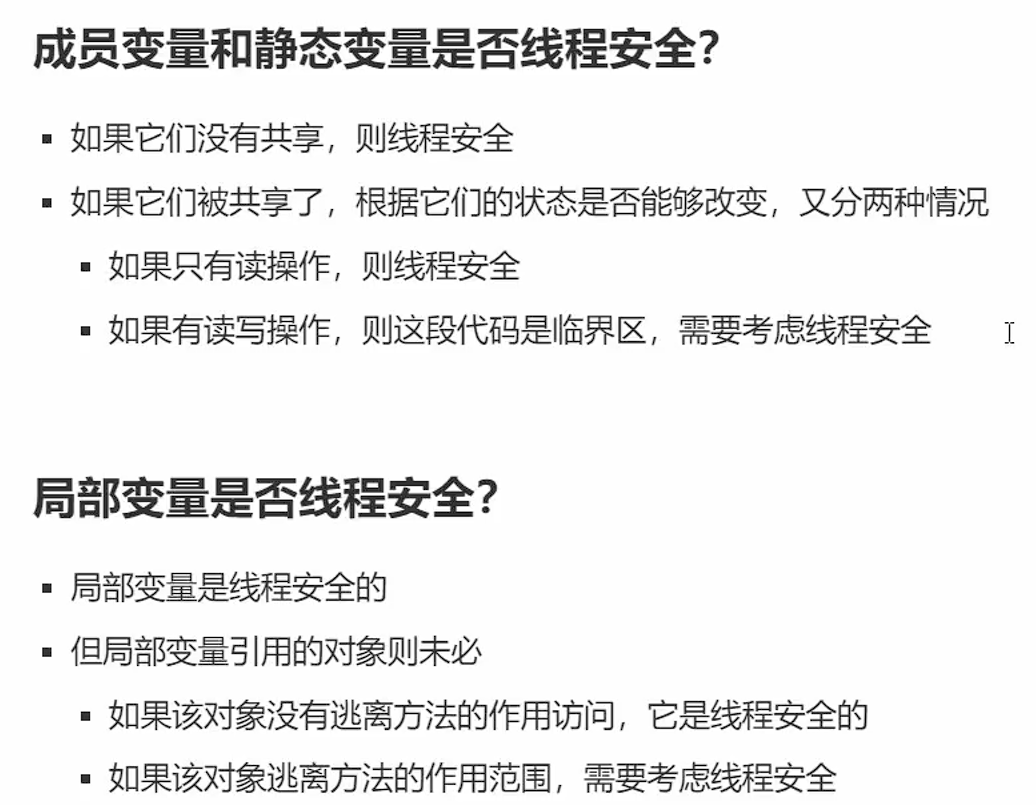 成员变量和静态变量是否线程安全？
如果它们没有共享，则线程安全
如果它们被共享了，根据它们的状态是否能够改变，又分两种情况
如果只有读操作，则线程安全
如果有读写操作，则这段代码是临界区，需要考虑线程安全
局部变量是否线程安全？
局部变量是线程安全的
但局部变量引用的对象则未必
如果该对象没有逃离方法的作用访问，它是线程安全的
如果该对象逃离方法的作用范围，需要考虑线程安全